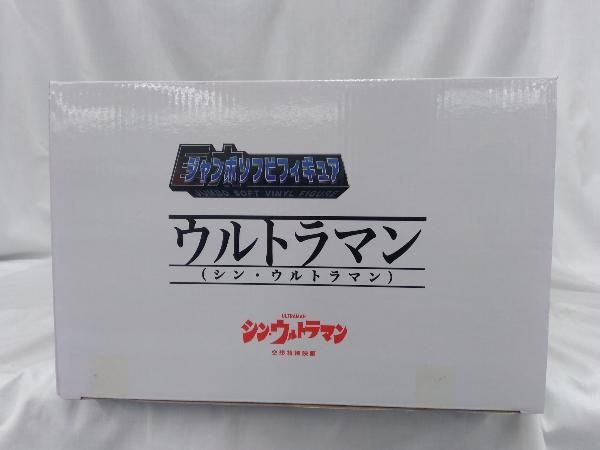 巨大
ジャンボソフビフィギュア
JUMBO SOFT VINYL FIGURE
ウルトラマン
(シン・ウルトラマン)
ULTRAMAN
シン・ウルトラマン
空想特撮映画